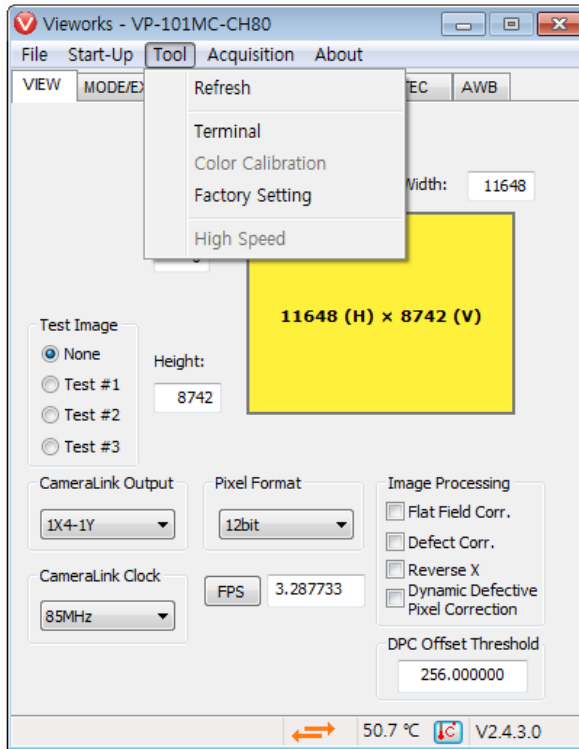 Vieworks - VP-101MC-CH80
File Start-Up Tool Acquisition About
VIEW MODE/EX TEC AWB
Refresh
Terminal
Color Calibration
Factory Setting
High Speed
Width: 11648
11648 (H) × 8742 (V)
Test Image
None
Test #1
Test #2
Test #3
Height:
8742
CameraLink Output
1X4-1Y
Pixel Format
12bit
Image Processing
Flat Field Corr.
Defect Corr.
Reverse X
Dynamic Defective
Pixel Correction
CameraLink Clock
85MHz
FPS 3.287733
DPC Offset Threshold
256.000000
50.7 ℃ V2.4.3.0